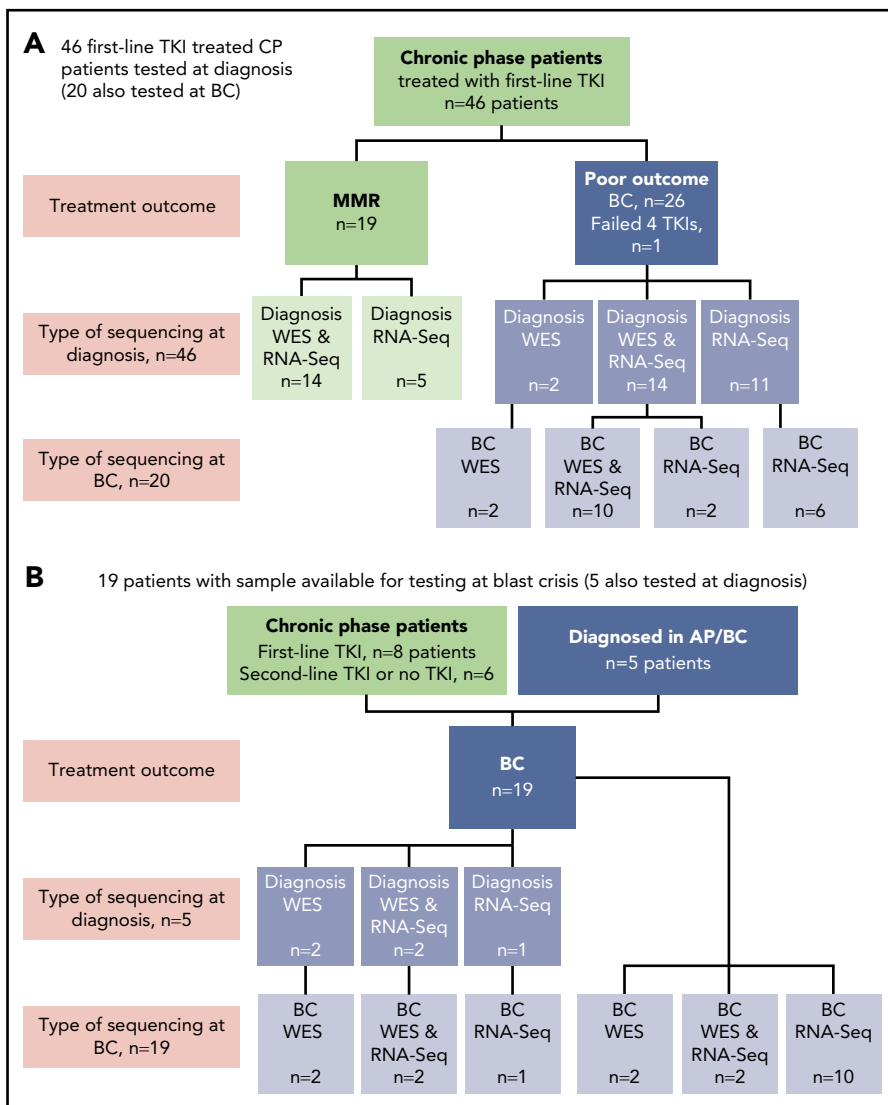 A
46 first-line TKI treated CP
patients tested at diagnosis
(20 also tested at BC)
Chronic phase patients
treated with first-line TKI
n=46 patients
Treatment outcome
MMR
n=19
Poor outcome
BC, n=26
Failed 4 TKIs,
n=1
Type of sequencing at
diagnosis, n=46
Diagnosis
WES &
RNA-Seq
n=14
Diagnosis
RNA-Seq
n=5
Diagnosis
WES
n=2
Diagnosis
WES &
RNA-Seq
n=14
Diagnosis
RNA-Seq
n=11
Type of sequencing at
BC, n=20
BC
WES
n=2
BC
WES &
RNA-Seq
n=10
BC
RNA-Seq
n=2
BC
RNA-Seq
n=6
B
19 patients with sample available for testing at blast crisis (5 also tested at diagnosis)
Chronic phase patients
First-line TKI, n=8 patients
Second-line TKI or no TKI, n=6
Diagnosed in AP/BC
n=5 patients
Treatment outcome
BC
n=19
Type of sequencing at
diagnosis, n=5
Diagnosis
WES
n=2
Diagnosis
WES &
RNA-Seq
n=2
Diagnosis
RNA-Seq
n=1
Type of sequencing at
BC, n=19
BC
WES
n=2
BC
WES &
RNA-Seq
n=2
BC
RNA-Seq
n=1
BC
WES
n=2
BC
WES &
RNA-Seq
n=2
BC
RNA-Seq
n=10